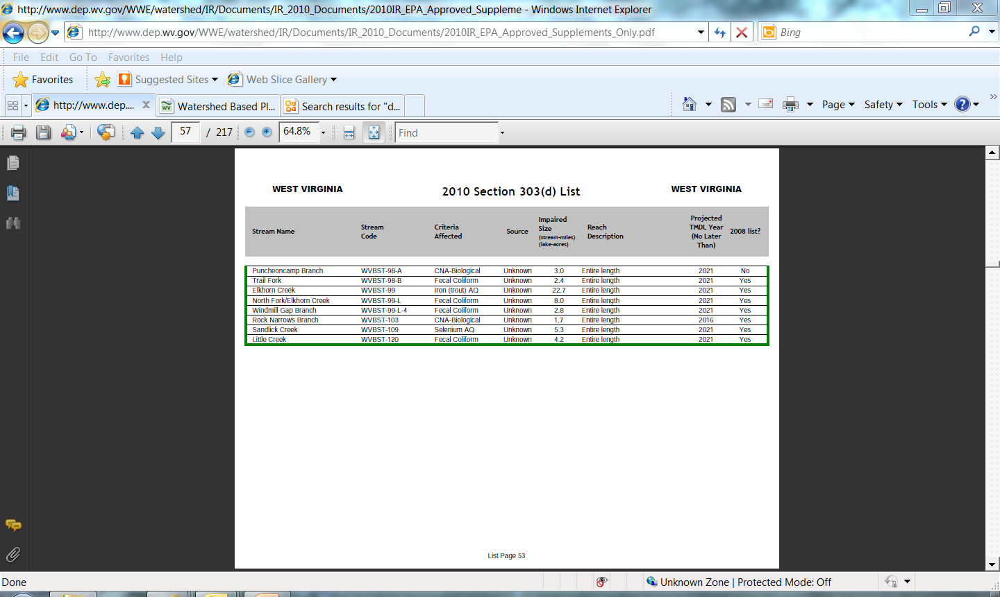 http://www.dep.wv.gov/WWE/watershed/IR/Documents/IR_2010_Documents/2010IR_EPA_Approved_Suppleme - Windows Internet Explorer
http://www.dep.wv.gov/WWE/watershed/IR/Documents/IR_2010_Documents/2010IR_EPA_Approved_Supplements_Only.pdf Bing
File Edit Go To Favorites Help
Favorites Suggested Sites Web Slice Gallery
http://www.dep.... Watershed Based Pl... Search results for "d... Page Safety Tools
57 / 217 64.8% Find
WEST VIRGINIA 2010 Section 303(d) List WEST VIRGINIA
Stream Name Stream Code Criteria Affected Source Impaired Size (stream-miles) (lake-acres) Reach Description Projected TMDL Year (No Later Than) 2008 list?
Puncheoncamp Branch WVBST-98-A CNA-Biological Unknown 3.0 Entire length 2021 No
Trail Fork WVBST-98-B Fecal Coliform Unknown 2.4 Entire length 2021 Yes
Elkhorn Creek WVBST-99 Iron (trout) AQ Unknown 22.7 Entire length 2021 Yes
North Fork/Elkhorn Creek WVBST-99-L Fecal Coliform Unknown 8.0 Entire length 2021 Yes
Windmill Gap Branch WVBST-99-L-4 Fecal Coliform Unknown 2.8 Entire length 2021 Yes
Rock Narrows Branch WVBST-103 CNA-Biological Unknown 1.7 Entire length 2016 Yes
Sandlick Creek WVBST-109 Selenium AQ Unknown 5.3 Entire length 2021 Yes
Little Creek WVBST-120 Fecal Coliform Unknown 4.2 Entire length 2021 Yes
List Page 53
Done Unknown Zone | Protected Mode: Off